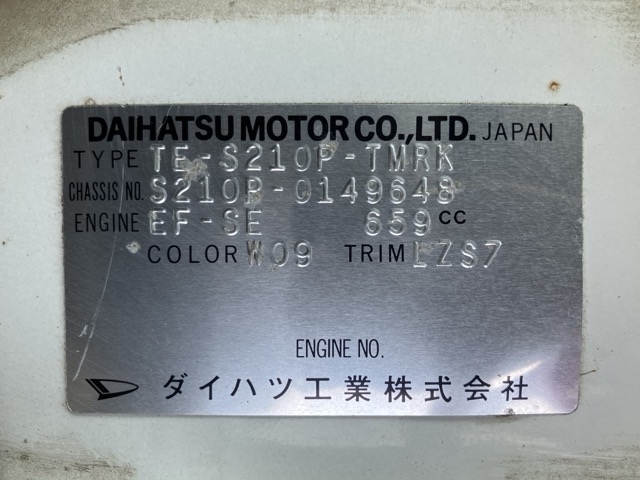 DAIHATSU MOTOR CO.,LTD. JAPAN
TYPE TE-S210P-TMRK
CHASSIS NO. S210P-0149648
ENGINE EF-SE 659 CC
COLOR W09 TRIM LZS7
ENGINE NO.
ダイハツ工業株式会社